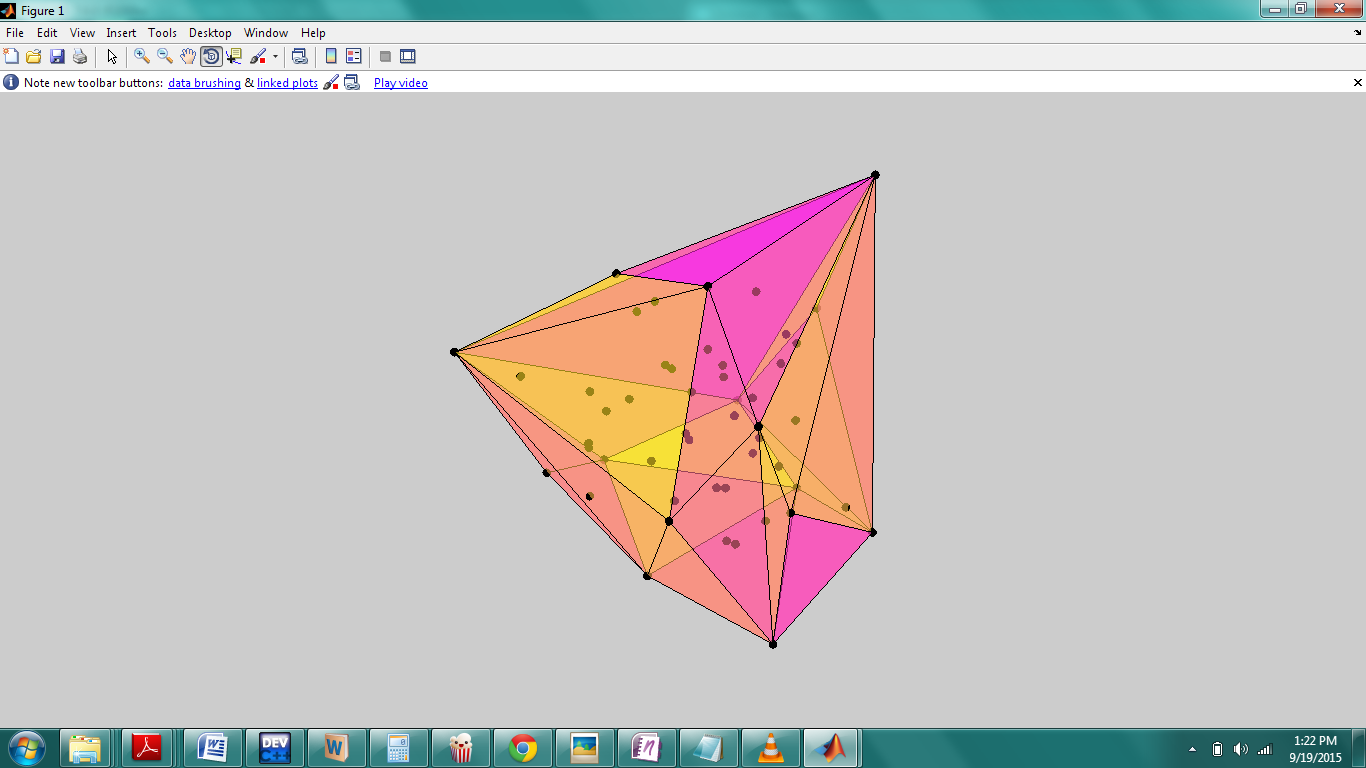 Figure 1
File Edit View Insert Tools Desktop Window Help
Note new toolbar buttons: data brushing & linked plots Play video
W DEV C++ W
1:22 PM
9/19/2015